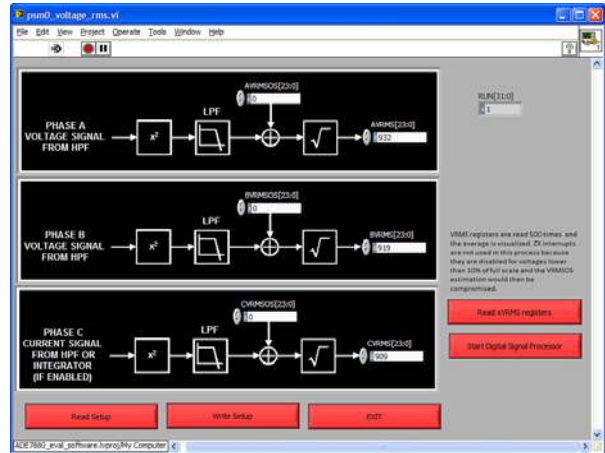 psm0_voltage_rms.vi
File Edit View Project Operate Tools Window Help
AVRMSOS[23:0]
0
RUN[31:0]
1
LPF
PHASE A
VOLTAGE SIGNAL
FROM HPF
x²
√
AVRMS[23:0]
932
BVRMSOS[23:0]
0
LPF
PHASE B
VOLTAGE SIGNAL
FROM HPF
x²
√
BVRMS[23:0]
919
VRMS registers are read 500 times and
the average is visualized. ZX interrupts
are not used in this process because
they are disabled for voltages lower
than 10% of full scale and the VRMSOS
estimation would then be
compromised.
CVRMSOS[23:0]
0
LPF
PHASE C
CURRENT SIGNAL
FROM HPF OR
INTEGRATOR
(IF ENABLED)
x²
√
CVRMS[23:0]
909
Read xVRMS registers
Start Digital Signal Processor
Read Setup
Write Setup
EXIT
ADE7880_eval_software.lvproj/My Computer